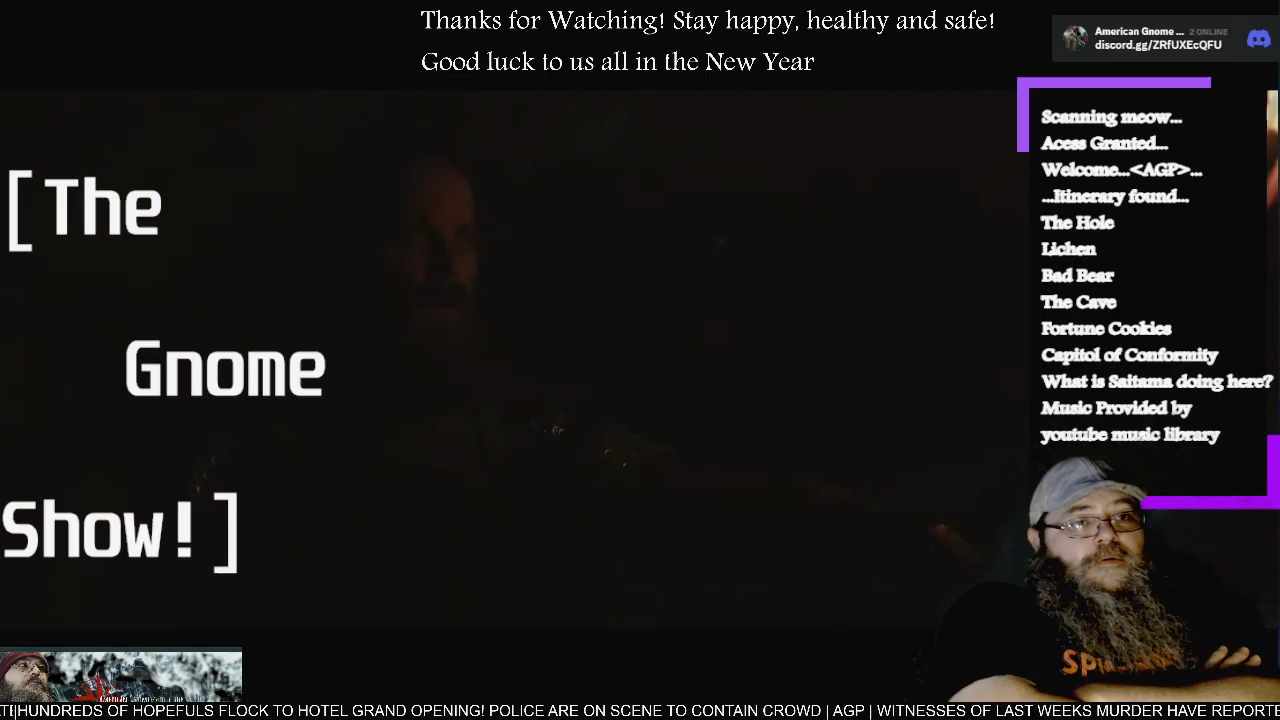 Thanks for Watching! Stay happy, healthy and safe!
Good luck to us all in the New Year
American Gnome ... 2 ONLINE
discord.gg/ZRfUXEcQFU
[The
Gnome
Show!]
Scanning meow...
Acess Granted...
Welcome...<AGP>...
...Itinerary found...
The Hole
Lichen
Bad Bear
The Cave
Fortune Cookies
Capitol of Conformity
What is Saitama doing here?
Music Provided by
youtube music library
HUNDREDS OF HOPEFULS FLOCK TO HOTEL GRAND OPENING! POLICE ARE ON SCENE TO CONTAIN CROWD | AGP | WITNESSES OF LAST WEEKS MURDER HAVE REPORTE